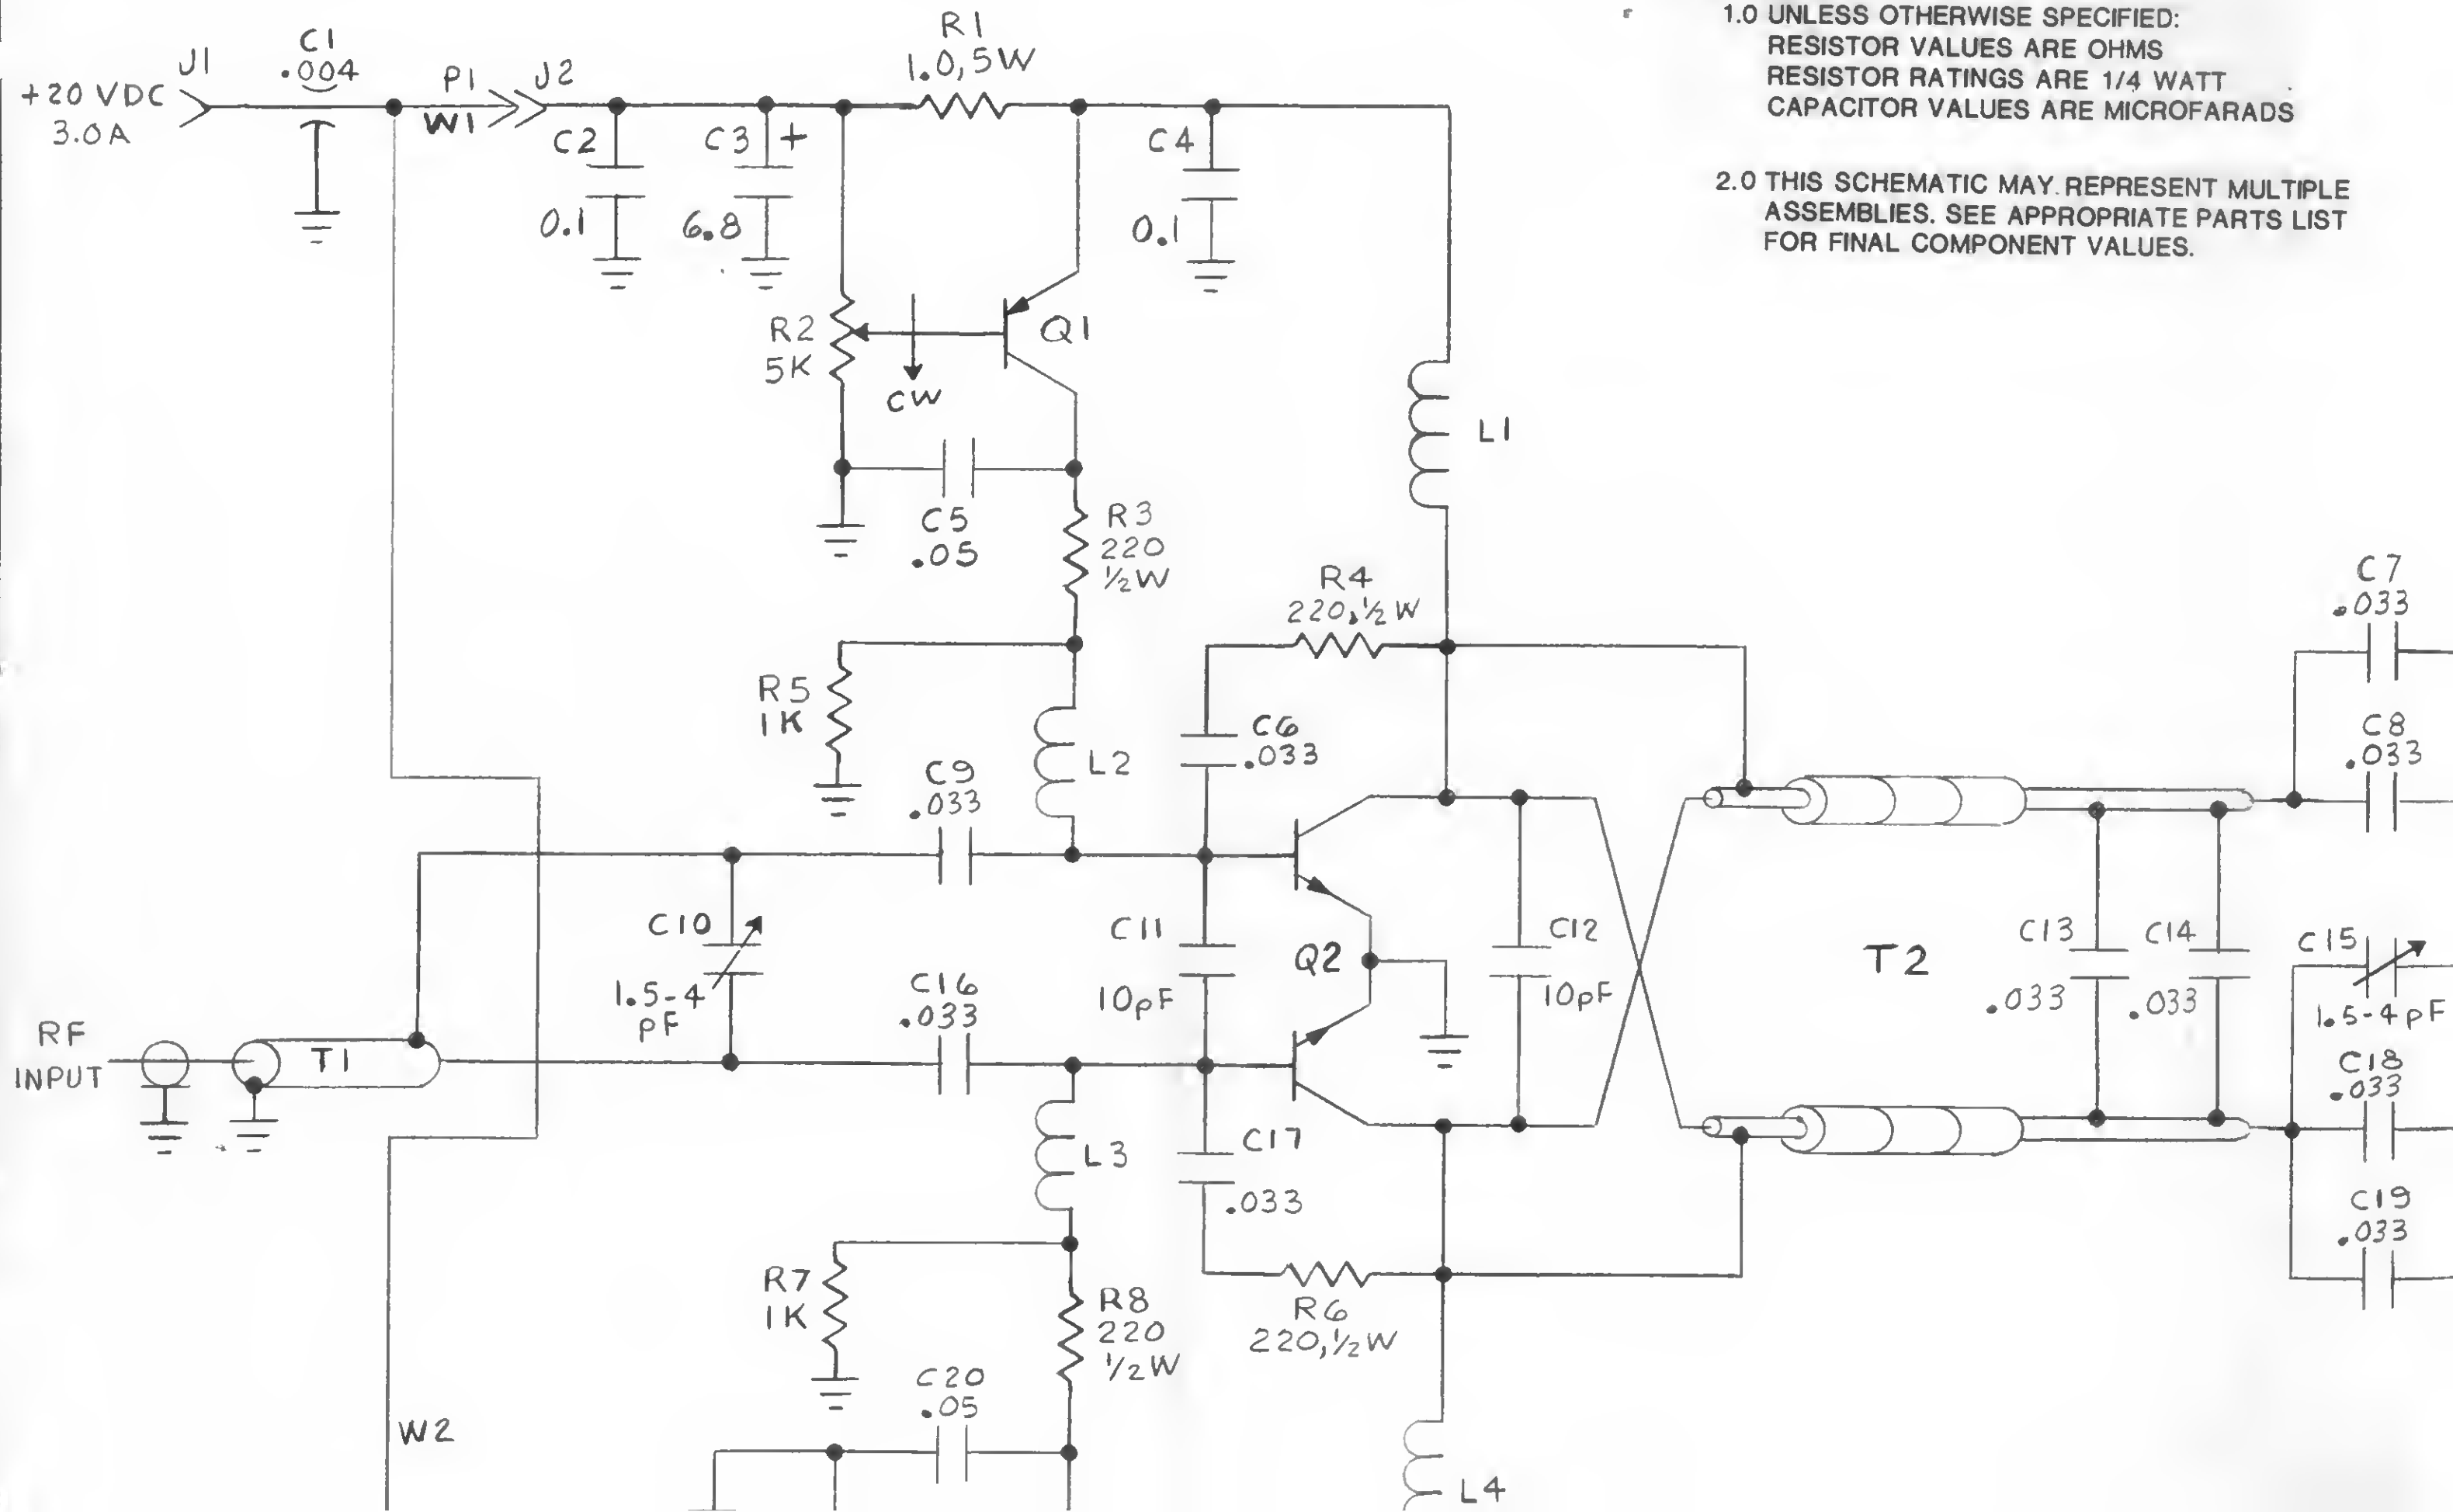 1.0 UNLESS OTHERWISE SPECIFIED:
RESISTOR VALUES ARE OHMS
RESISTOR RATINGS ARE 1/4 WATT
CAPACITOR VALUES ARE MICROFARADS
2.0 THIS SCHEMATIC MAY REPRESENT MULTIPLE
ASSEMBLIES. SEE APPROPRIATE PARTS LIST
FOR FINAL COMPONENT VALUES.
+20 VDC
3.0A
J1
C1
.004
P1
W1
J2
C2
0.1
C3 +
6.8
R1
1.0,5W
C4
0.1
R2
5K
CW
Q1
L1
C5
.05
R3
220
1/2W
R4
220,1/2W
C7
.033
R5
1K
L2
C6
.033
C8
.033
C9
.033
C10
1.5-4
pF
C11
10pF
Q2
C12
10pF
T2
C13
.033
C14
.033
C15
1.5-4pF
C16
.033
RF
INPUT
T1
C18
.033
L3
C17
.033
C19
.033
R7
1K
R8
220
1/2W
R6
220,1/2W
C20
.05
W2
L4